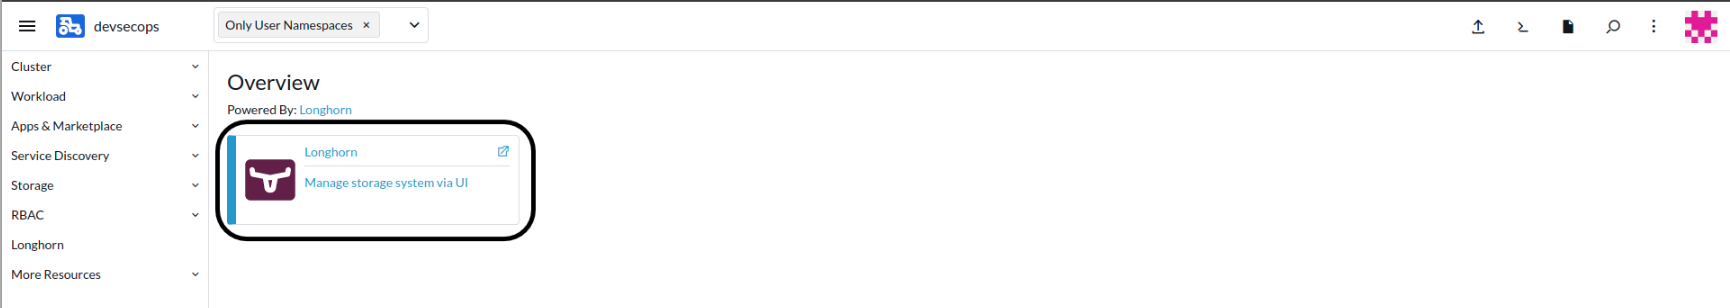 devsecops
Only User Namespaces ×
Cluster
Workload
Apps & Marketplace
Service Discovery
Storage
RBAC
Longhorn
More Resources
Overview
Powered By: Longhorn
Longhorn
Manage storage system via UI